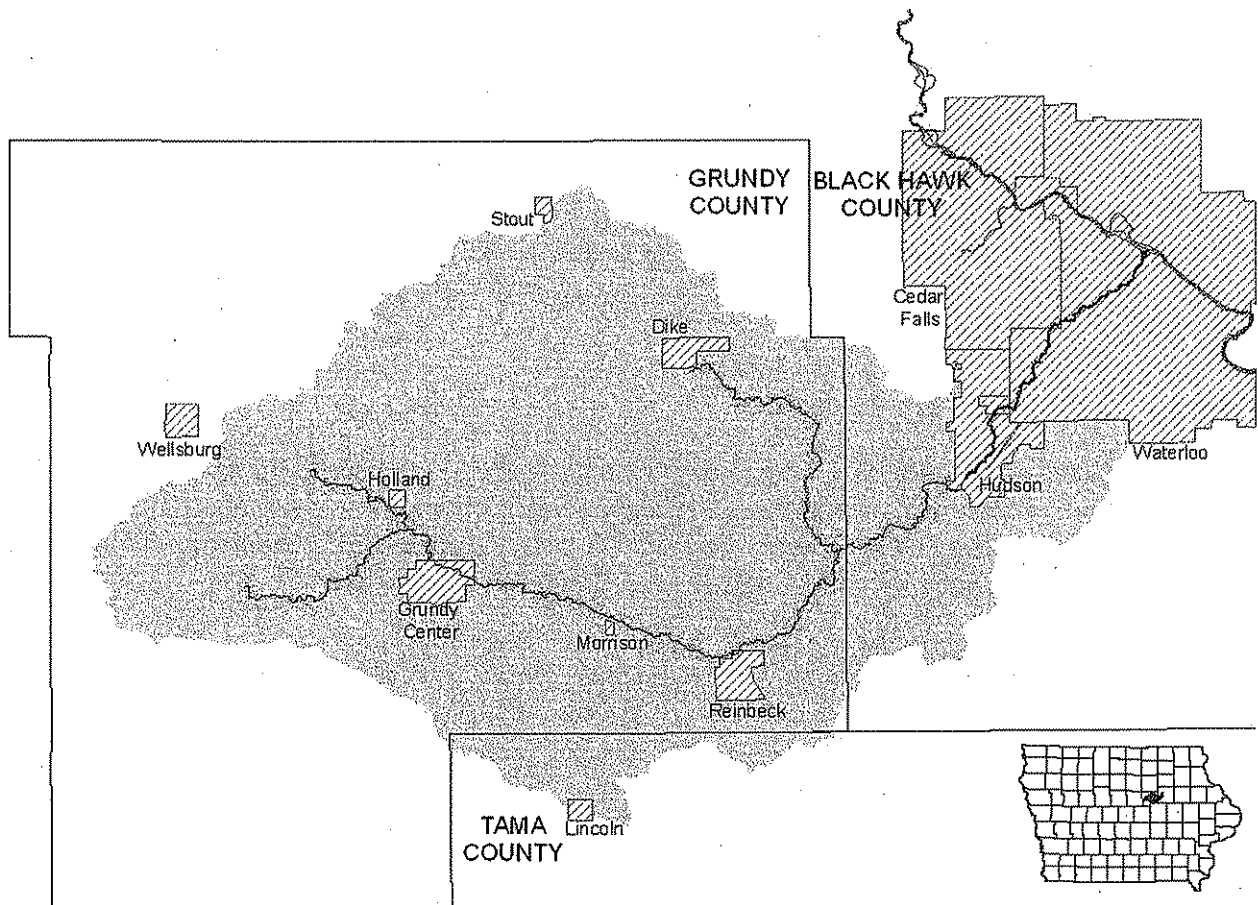 GRUNDY
COUNTY
BLACK HAWK
COUNTY
Stout
Cedar
Falls
Dike
Wellsburg
Waterloo
Holland
Hudson
Grundy
Center
Morrison
Reinbeck
TAMA
COUNTY
Lincoln